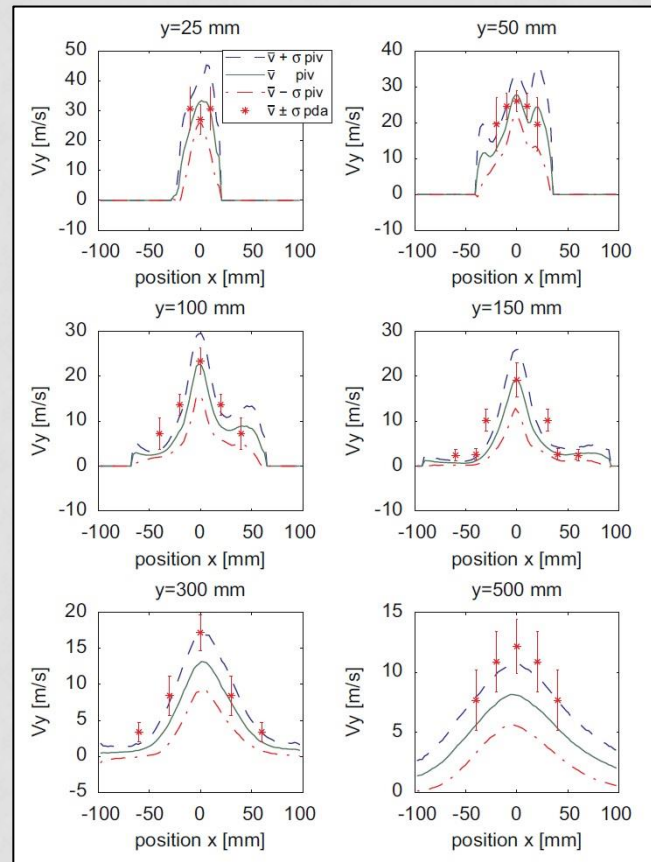 y=25 mm
y=50 mm
50
40
30
20
10
0
-10
Vy [m/s]
v̅ + σ piv
v̅ piv
v̅ − σ piv
v̅ ± σ pda
-100 -50 0 50 100
position x [mm]
40
30
20
10
0
-10
Vy [m/s]
-100 -50 0 50 100
position x [mm]
y=100 mm
y=150 mm
30
20
10
0
-10
Vy [m/s]
-100 -50 0 50 100
position x [mm]
30
20
10
0
-10
Vy [m/s]
-100 -50 0 50 100
position x [mm]
y=300 mm
y=500 mm
20
15
10
5
0
-5
Vy [m/s]
-100 -50 0 50 100
position x [mm]
15
10
5
0
Vy [m/s]
-100 -50 0 50 100
position x [mm]